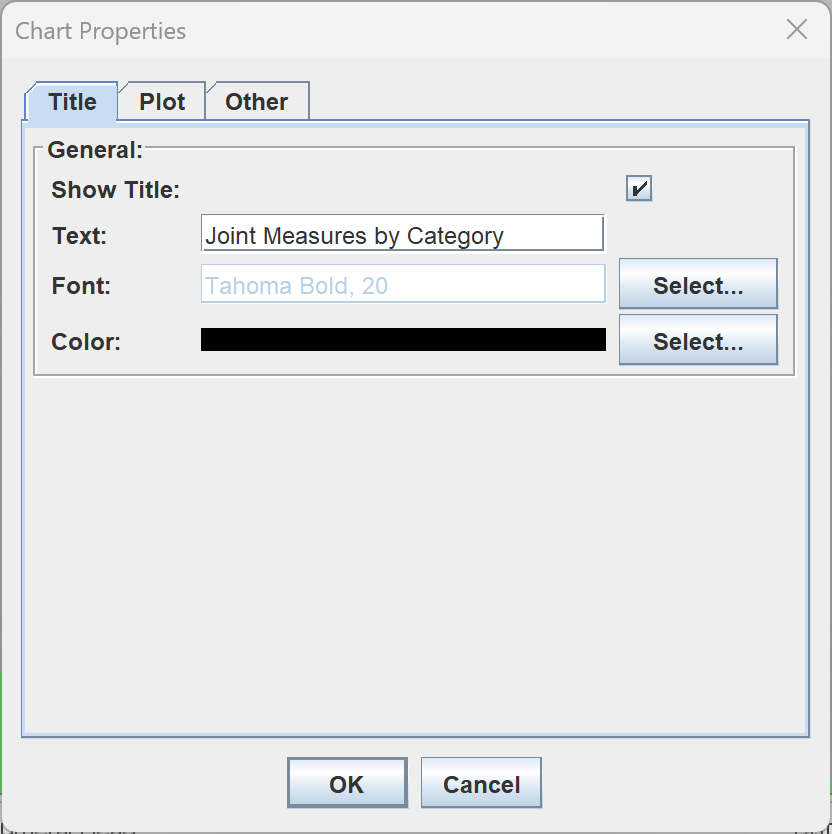 Chart Properties
Title Plot Other
General:
Show Title:
Text: Joint Measures by Category
Font: Tahoma Bold, 20 Select...
Color: Select...
OK Cancel